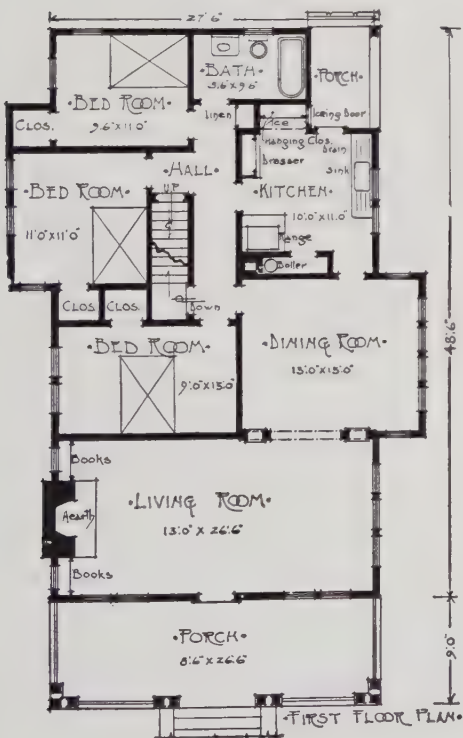 27'6"
BATH
5'6" X 9'6"
PORCH
BED ROOM
9'6" X 11'0"
Linen
Ice
Icing Door
CLOS.
Hanging Clos.
Drain
Sink
Dresser
HALL
UP
BED ROOM
11'0" X 11'0"
KITCHEN
10'0" X 11'0"
Range
Boiler
CLOS.
CLOS.
Down
BED ROOM
9'0" X 13'0"
DINING ROOM
13'0" X 15'0"
48'6"
Books
Hearth
LIVING ROOM
13'0" X 26'6"
Books
PORCH
8'6" X 26'6"
9'0"
FIRST FLOOR PLAN